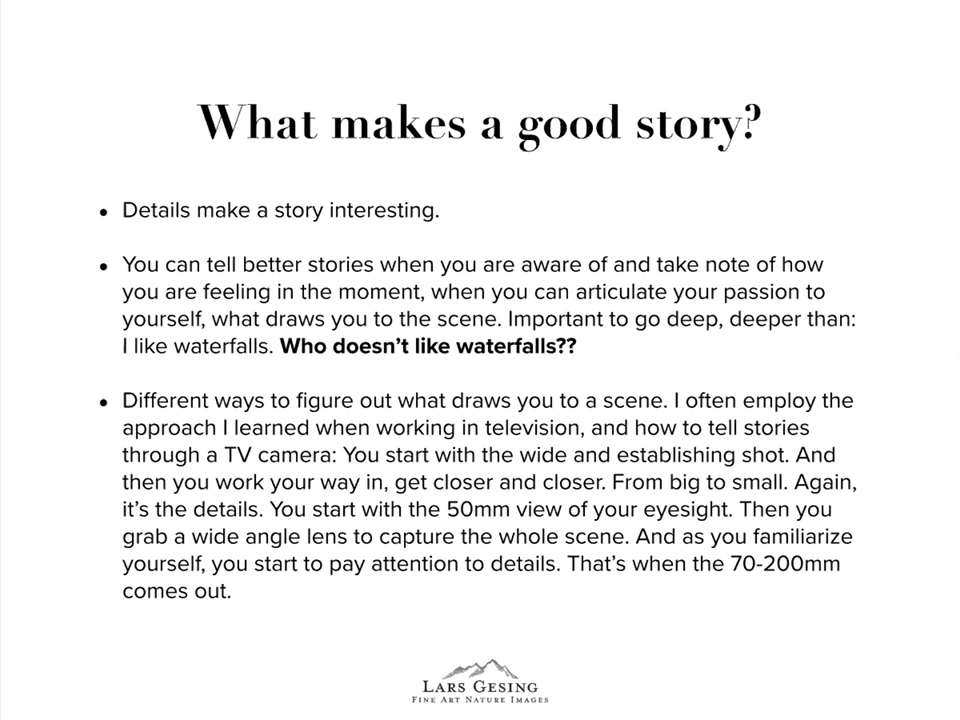 What makes a good story?
• Details make a story interesting.
• You can tell better stories when you are aware of and take note of how
you are feeling in the moment, when you can articulate your passion to
yourself, what draws you to the scene. Important to go deep, deeper than:
I like waterfalls. Who doesn’t like waterfalls??
• Different ways to figure out what draws you to a scene. I often employ the
approach I learned when working in television, and how to tell stories
through a TV camera: You start with the wide and establishing shot. And
then you work your way in, get closer and closer. From big to small. Again,
it’s the details. You start with the 50mm view of your eyesight. Then you
grab a wide angle lens to capture the whole scene. And as you familiarize
yourself, you start to pay attention to details. That’s when the 70-200mm
comes out.
Lars Gesing
Fine Art Nature Images